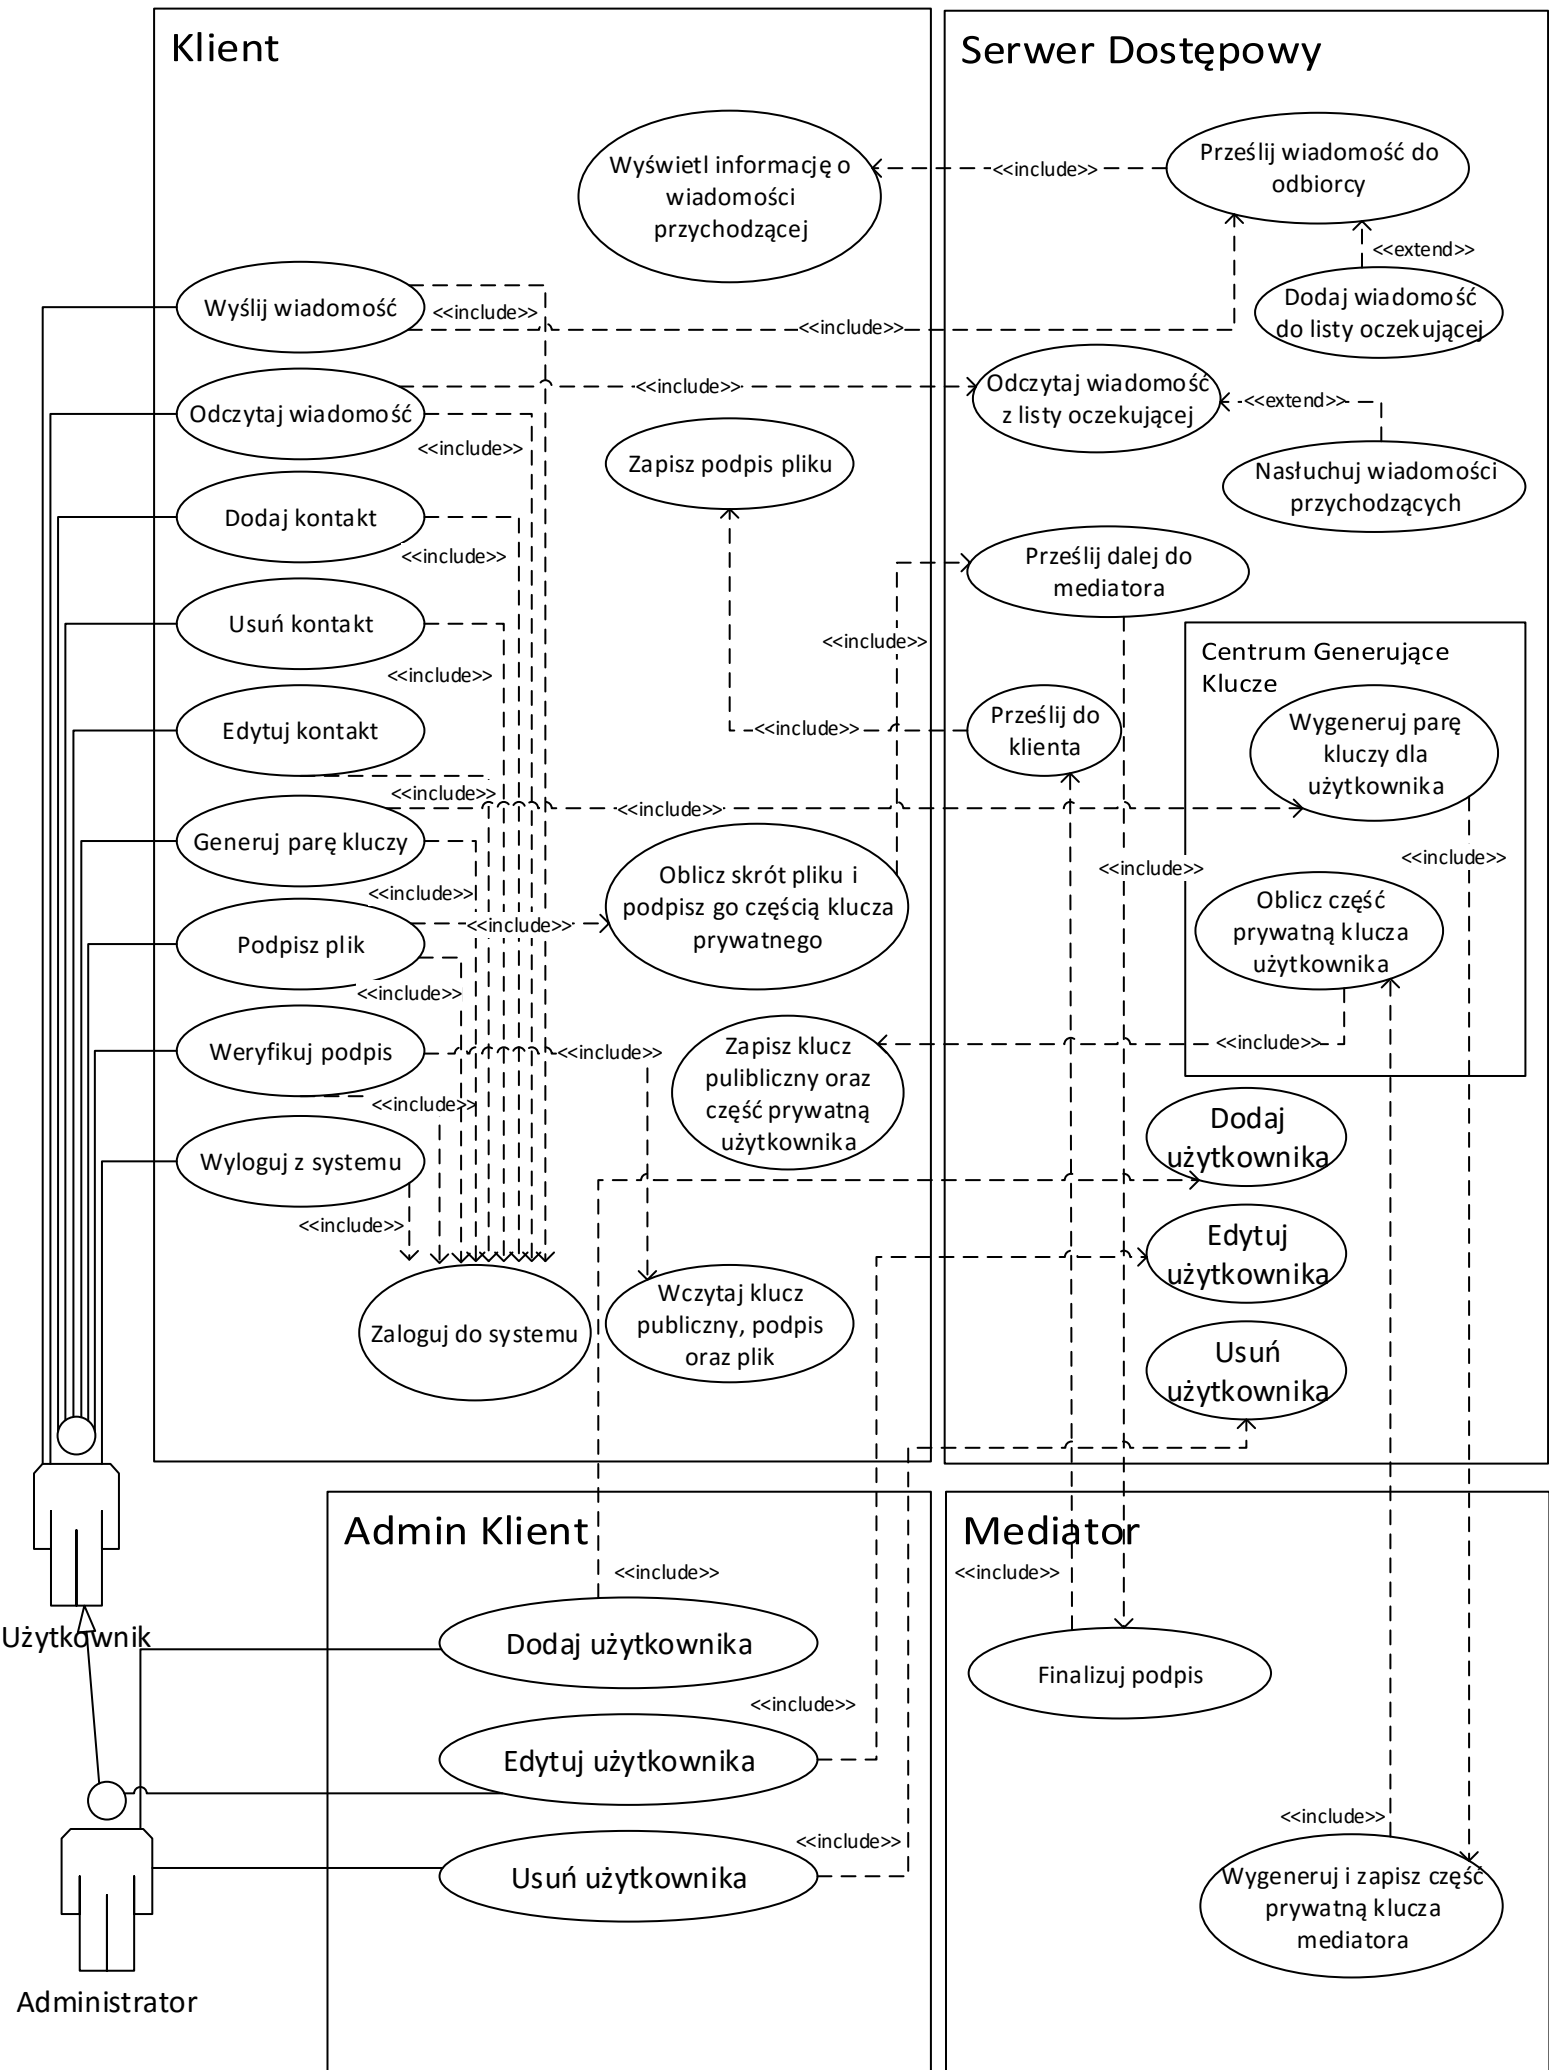 Klient
Serwer Dostępowy
Wyświetl informację o
wiadomości
przychodzącej
<<include>>
Prześlij wiadomość do
odbiorcy
<<extend>>
Dodaj wiadomość
do listy oczekującej
Wyślij wiadomość
<<include>>
<<include>>
Odczytaj wiadomość
<<include>>
<<include>>
Odczytaj wiadomość
z listy oczekującej
<<extend>>
Nasłuchuj wiadomości
przychodzących
Zapisz podpis pliku
Dodaj kontakt
<<include>>
Prześlij dalej do
mediatora
Usuń kontakt
<<include>>
<<include>>
Centrum Generujące
Klucze
Edytuj kontakt
<<include>>
<<include>>
Prześlij do
klienta
Wygeneruj parę
kluczy dla
użytkownika
<<include>>
Generuj parę kluczy
<<include>>
Oblicz skrót pliku i
podpisz go częścią klucza
prywatnego
<<include>>
<<include>>
Oblicz część
prywatną klucza
użytkownika
Podpisz plik
<<include>>
<<include>>
Weryfikuj podpis
<<include>>
<<include>>
Zapisz klucz
pulibliczny oraz
część prywatną
użytkownika
<<include>>
Dodaj
użytkownika
Wyloguj z systemu
<<include>>
Edytuj
użytkownika
Zaloguj do systemu
Wczytaj klucz
publiczny, podpis
oraz plik
Usuń
użytkownika
Admin Klient
Mediator
<<include>>
<<include>>
Użytkownik
Dodaj użytkownika
Finalizuj podpis
<<include>>
Edytuj użytkownika
<<include>>
<<include>>
Usuń użytkownika
Wygeneruj i zapisz część
prywatną klucza
mediatora
Administrator